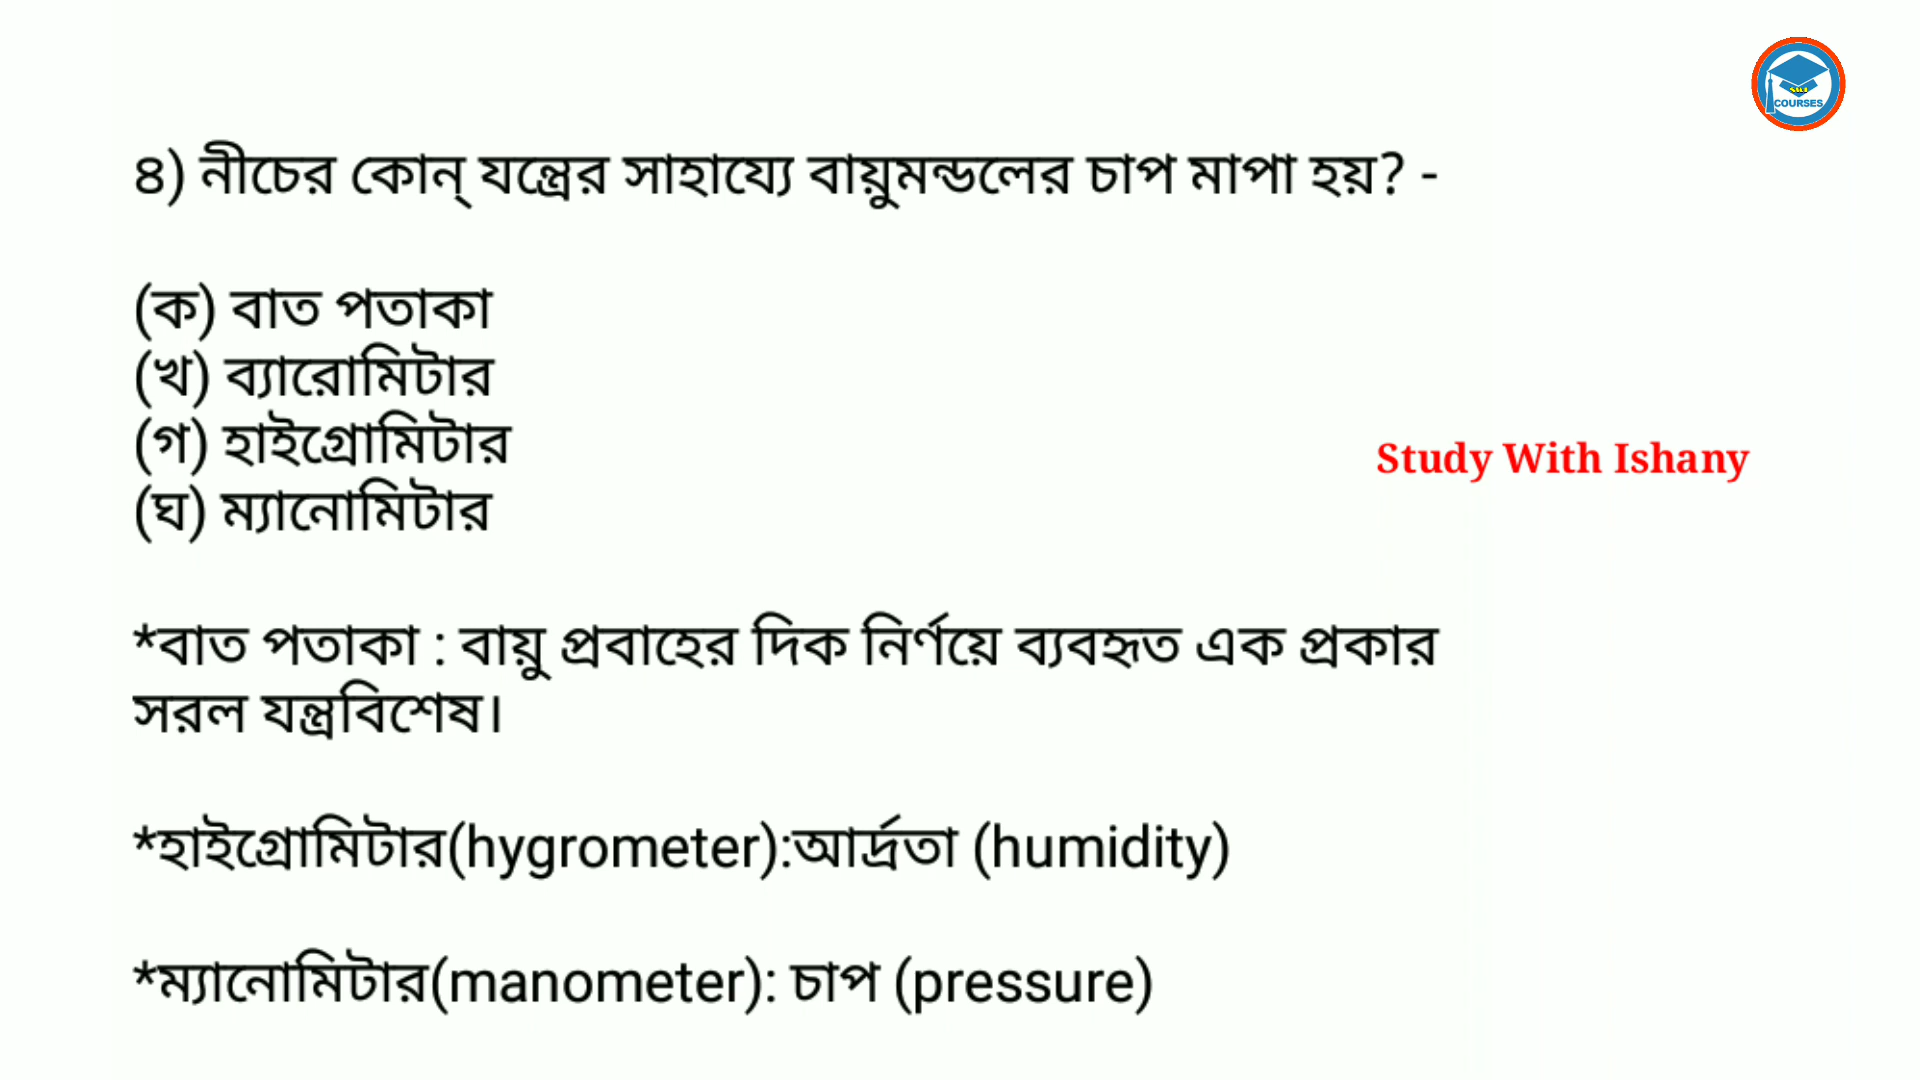 ৪) নীচের কোন্ যন্ত্রের সাহায্যে বায়ুমন্ডলের চাপ মাপা হয়? -
(ক) বাত পতাকা
(খ) ব্যারোমিটার
(গ) হাইগ্রোমিটার
(ঘ) ম্যানোমিটার
*বাত পতাকা : বায়ু প্রবাহের দিক নির্ণয়ে ব্যবহৃত এক প্রকার
সরল যন্ত্রবিশেষ।
*হাইগ্রোমিটার(hygrometer):আর্দ্রতা (humidity)
*ম্যানোমিটার(manometer): চাপ (pressure)
Study With Ishany
COURSES